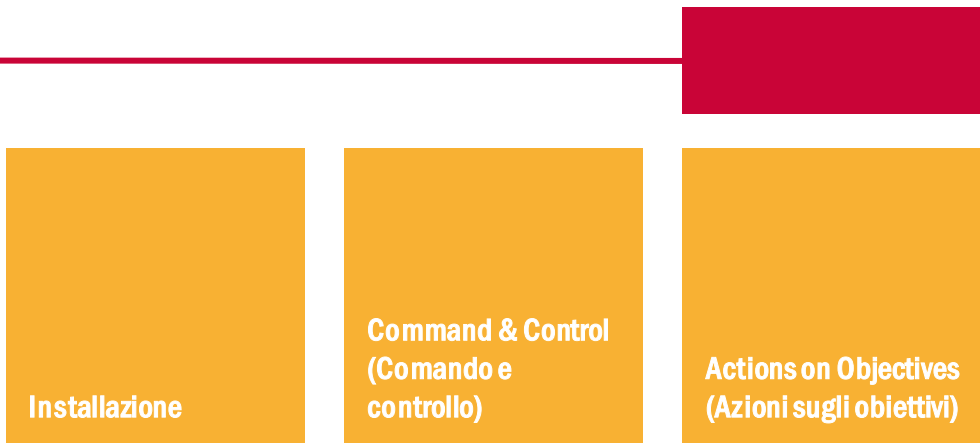 Installazione
Command & Control
(Comando e
controllo)
Actions on Objectives
(Azioni sugli obiettivi)